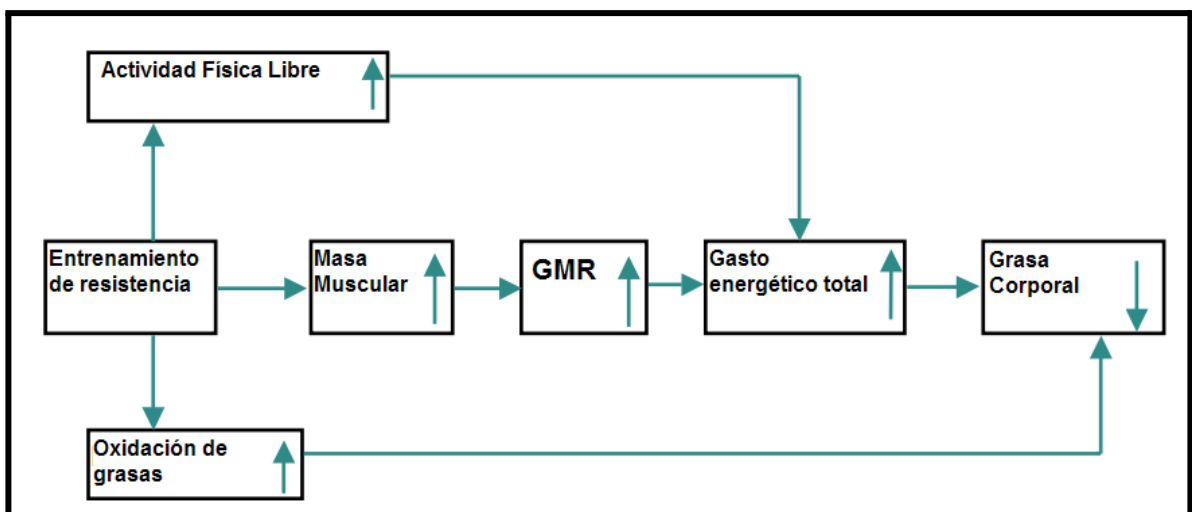 Actividad Física Libre
Entrenamiento
de resistencia
Masa
Muscular
GMR
Gasto
energético total
Grasa
Corporal
Oxidación de
grasas